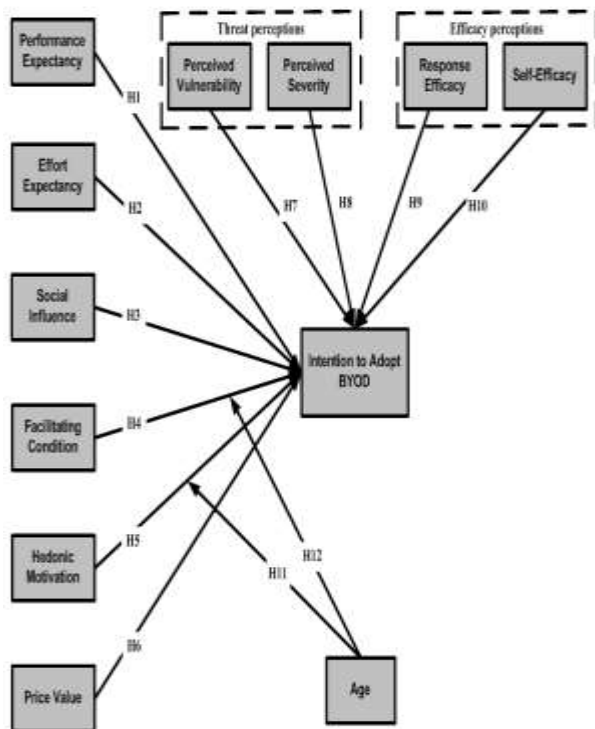 Performance
Expectancy
Threat perceptions
Perceived
Vulnerability
Perceived
Severity
Efficacy perceptions
Response
Efficacy
Self-Efficacy
H1
Effort
Expectancy
H2
H7
H8
H9
H10
Social
Influence
H3
Intention to Adopt
BYOD
Facilitating
Condition
H4
Hedonic
Motivation
H5
H12
H11
H6
Price Value
Age